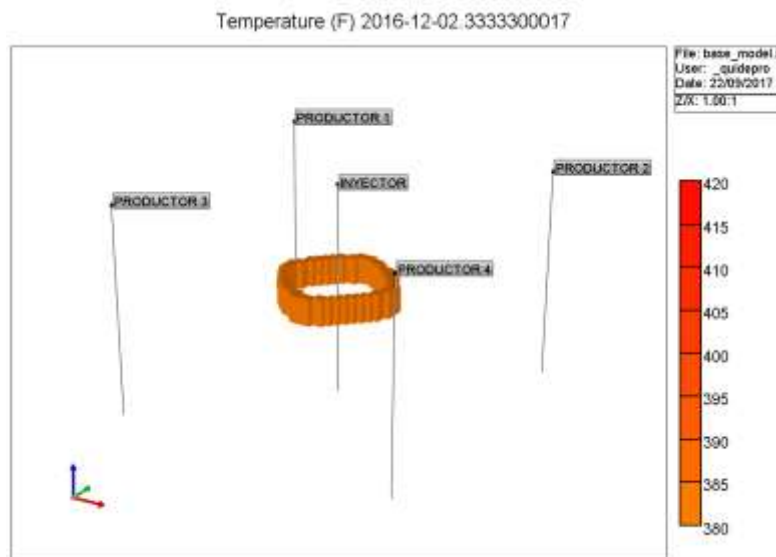 Temperature (F) 2016-12-02.3333300017
File: base_model.
User: _quidepro
Date: 22/09/2017
Z/X: 1.00:1
PRODUCTOR 1
PRODUCTOR 2
INYECTOR
PRODUCTOR 3
PRODUCTOR 4
420
415
410
405
400
395
390
385
380